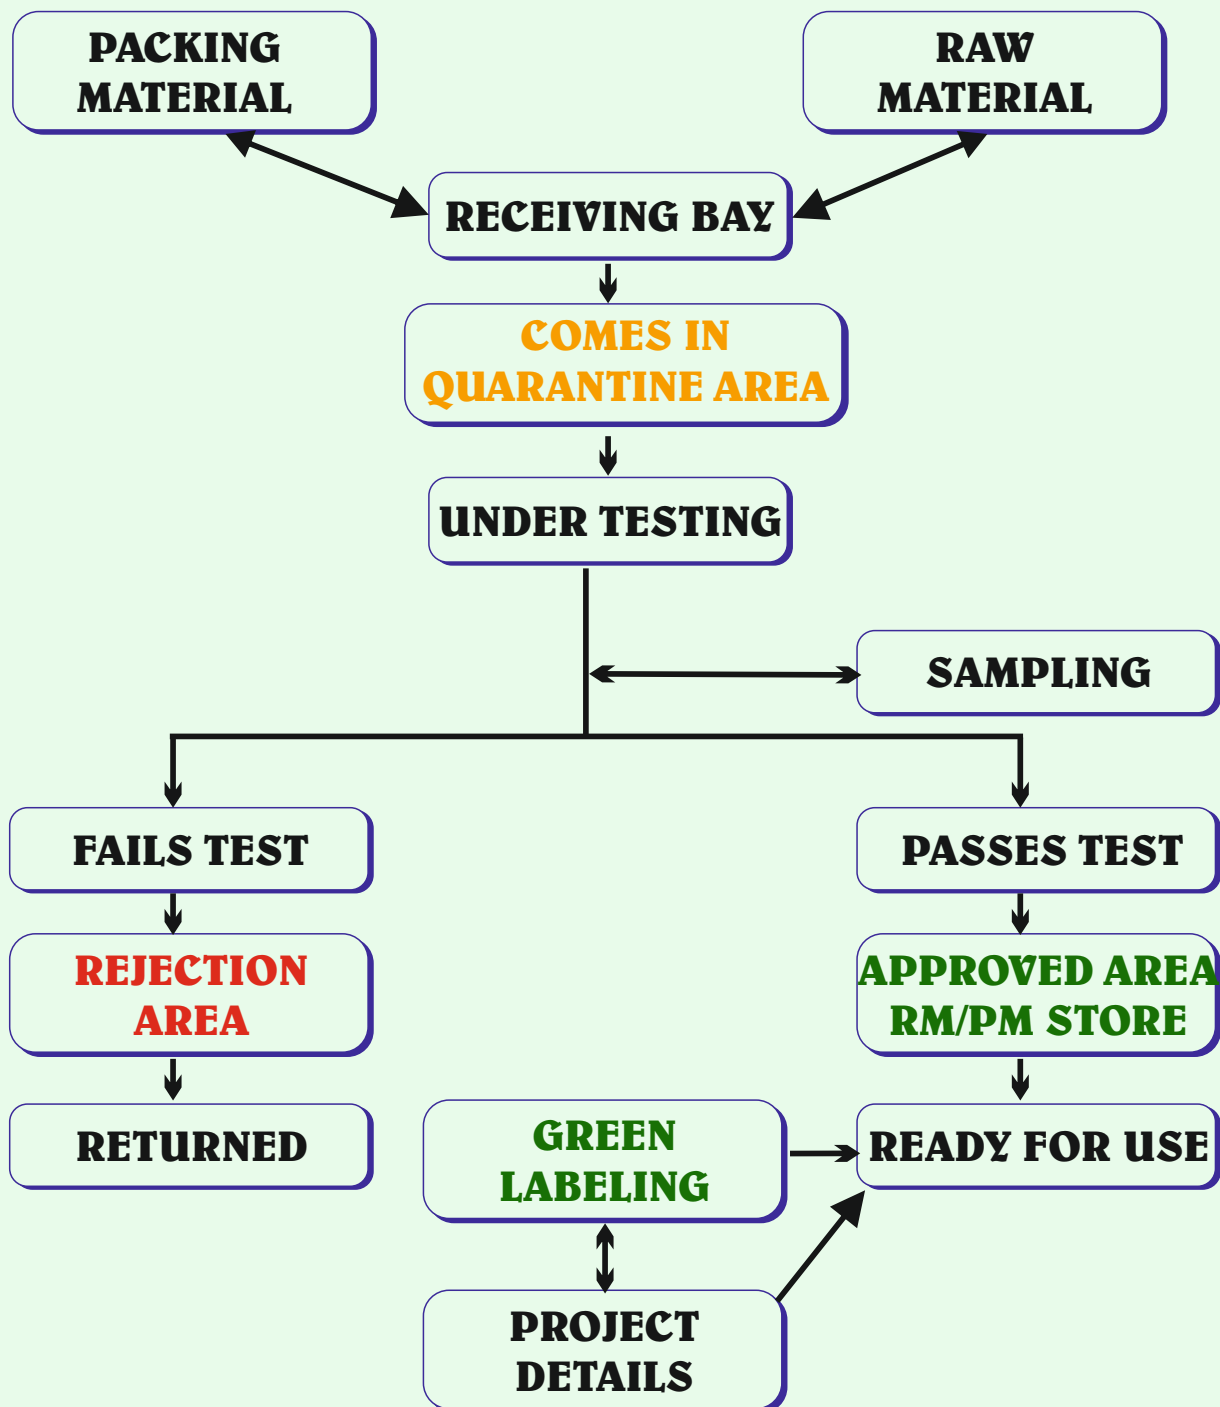 PACKING
MATERIAL
RAW
MATERIAL
RECEIVING BAY
COMES IN
QUARANTINE AREA
UNDER TESTING
SAMPLING
FAILS TEST
PASSES TEST
REJECTION
AREA
APPROVED AREA
RM/PM STORE
RETURNED
GREEN
LABELING
READY FOR USE
PROJECT
DETAILS